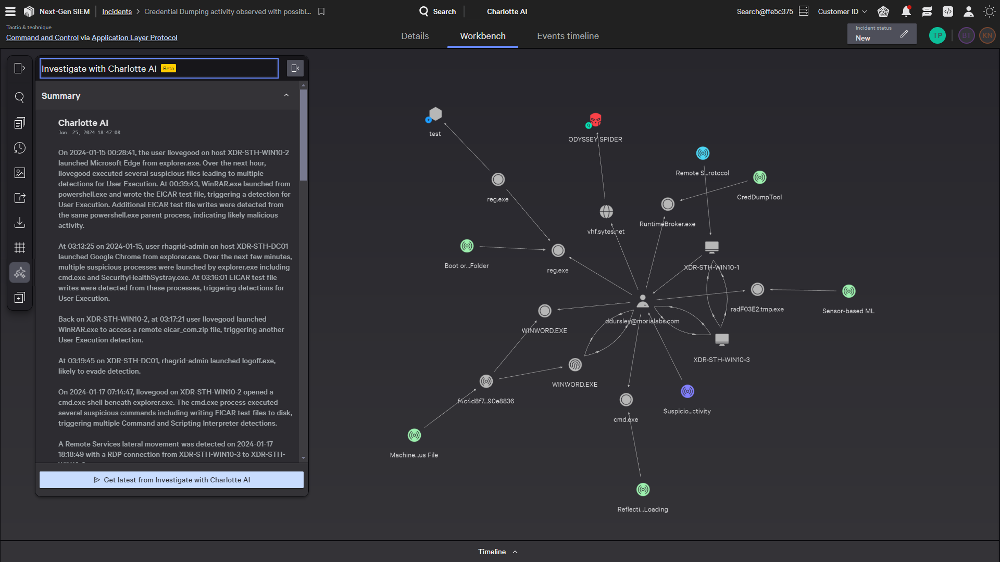 Next-Gen SIEM
Incidents > Credential Dumping activity observed with possibl...
Search
Charlotte AI
Search@ffe5c375
Customer ID
Tactic & technique
Command and Control via Application Layer Protocol
Details
Workbench
Events timeline
Incident status
New
TP
BT
KN
Investigate with Charlotte AI Beta
Summary
Charlotte AI
Jan. 25, 2024 18:47:08
On 2024-01-15 00:28:41, the user llovegood on host XDR-STH-WIN10-2
launched Microsoft Edge from explorer.exe. Over the next hour,
llovegood executed several suspicious files leading to multiple
detections for User Execution. At 00:39:43, WinRAR.exe launched from
powershell.exe and wrote the EICAR test file, triggering a detection for
User Execution. Additional EICAR test file writes were detected from
the same powershell.exe parent process, indicating likely malicious
activity.
At 03:13:25 on 2024-01-15, user rhagrid-admin on host XDR-STH-DC01
launched Google Chrome from explorer.exe. Over the next few minutes,
multiple suspicious processes were launched by explorer.exe including
cmd.exe and SecurityHealthSystray.exe. At 03:16:01 EICAR test file
writes were detected from these processes, triggering detections for
User Execution.
Back on XDR-STH-WIN10-2, at 03:17:21 user llovegood launched
WinRAR.exe to access a remote eicar_com.zip file, triggering another
User Execution detection.
At 03:19:45 on XDR-STH-DC01, rhagrid-admin launched logoff.exe,
likely to evade detection.
On 2024-01-17 07:14:47, llovegood on XDR-STH-WIN10-2 opened a
cmd.exe shell beneath explorer.exe. The cmd.exe process executed
several suspicious commands including writing EICAR test files to disk,
triggering multiple Command and Scripting Interpreter detections.
A Remote Services lateral movement was detected on 2024-01-17
18:18:49 with a RDP connection from XDR-STH-WIN10-3 to XDR-STH-
Get latest from Investigate with Charlotte AI
test
ODYSSEY SPIDER
Remote S...rotocol
CredDumpTool
reg.exe
RuntimeBroker.exe
vhf.sytes.net
Boot or...Folder
reg.exe
XDR-STH-WIN10-1
radF03E2.tmp.exe
Sensor-based ML
ddursley@morialabs.com
WINWORD.EXE
XDR-STH-WIN10-3
WINWORD.EXE
f4c4d8f7...90e8836
Suspicio...ctivity
cmd.exe
Machine...us File
Reflecti...Loading
Timeline